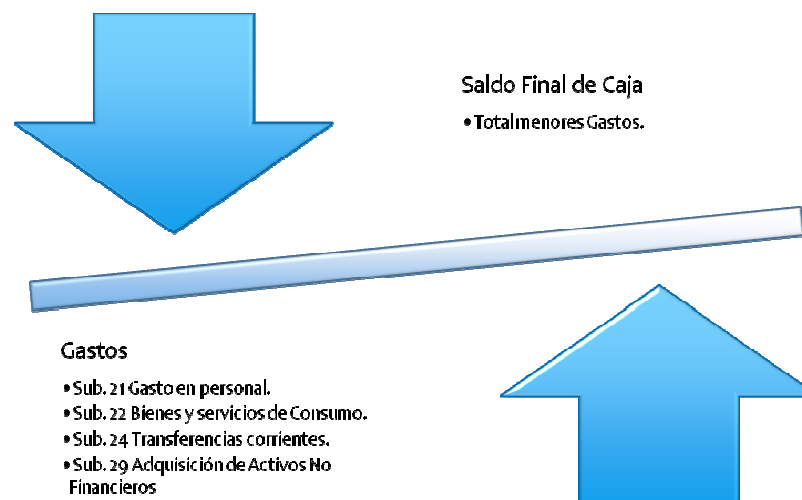 Saldo Final de Caja
•Total menores Gastos.
Gastos
•Sub. 21 Gasto en personal.
•Sub. 22 Bienes y servicios de Consumo.
•Sub. 24 Transferencias corrientes.
•Sub. 29 Adquisición de Activos No
Financieros